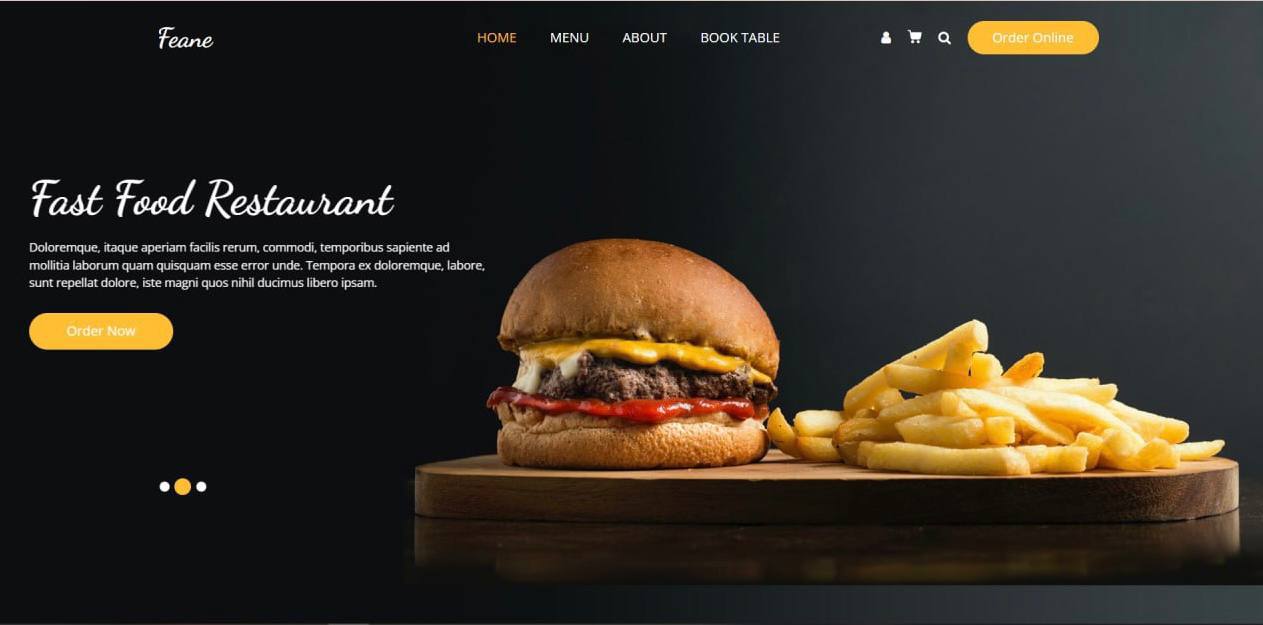 Feane
HOME
MENU
ABOUT
BOOK TABLE
Order Online
Fast Food Restaurant
Doloremque, itaque aperiam facilis rerum, commodi, temporibus sapiente ad
mollitia laborum quam quisquam esse error unde. Tempora ex doloremque, labore,
sunt repellat dolore, iste magni quos nihil ducimus libero ipsam.
Order Now